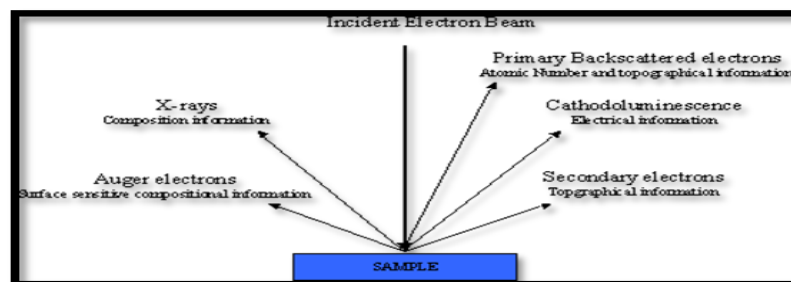 Incident Electron Beam
Primary Backscattered electrons
Atomic Number and topographical information
X-rays
Composition information
Cathodoluminescence
Electrical information
Auger electrons
Surface sensitive compositional information
Secondary electrons
Topographical information
SAMPLE